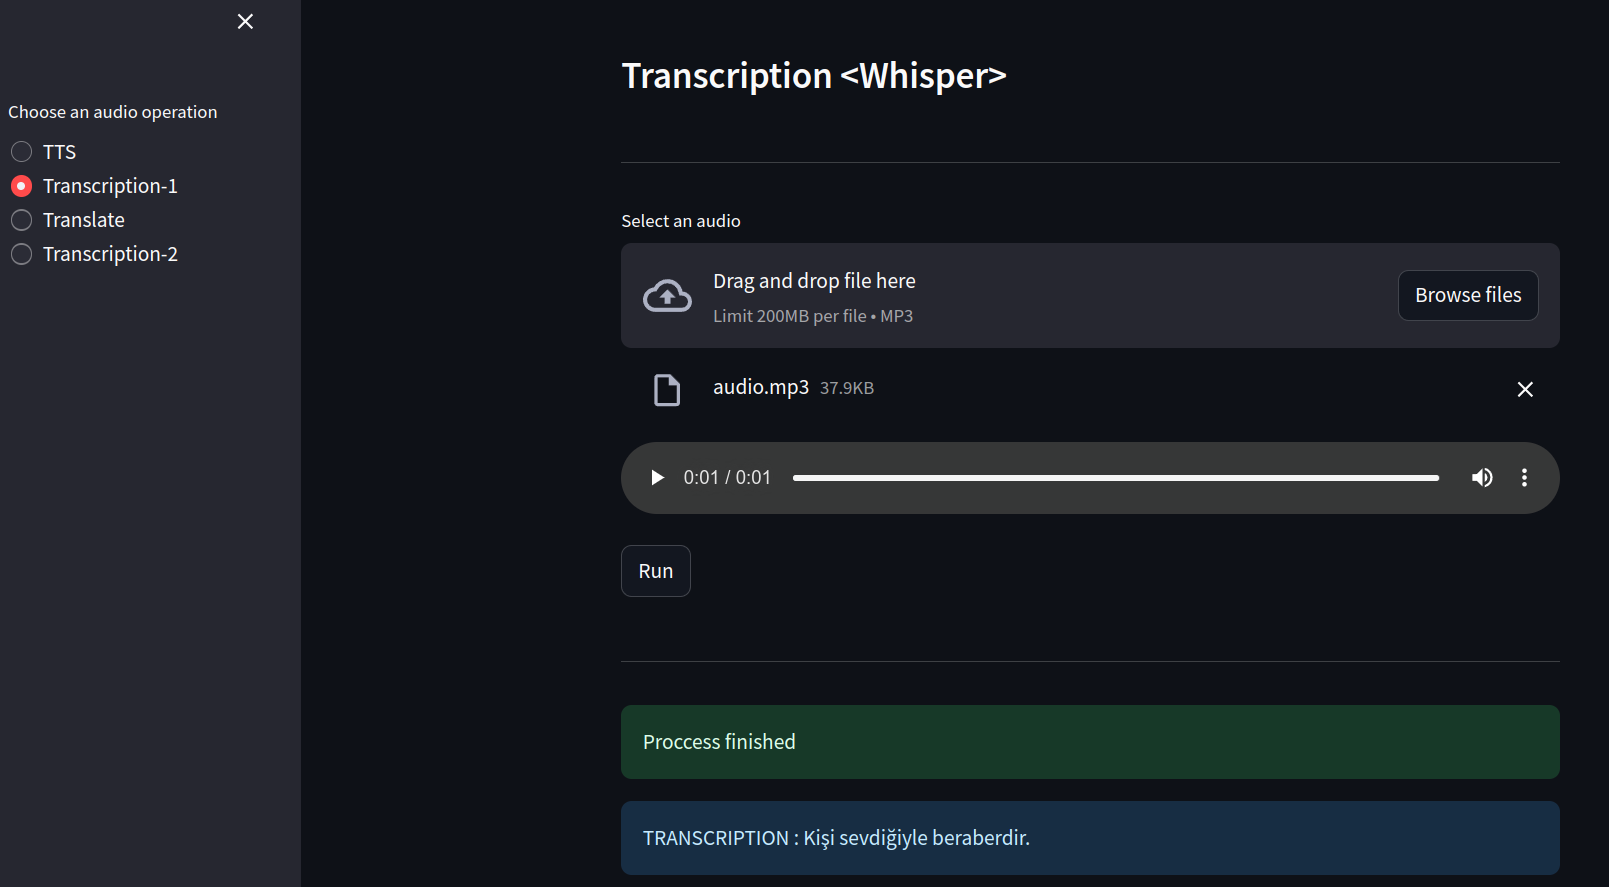 Choose an audio operation
TTS
Transcription-1
Translate
Transcription-2
Transcription <Whisper>
Select an audio
Drag and drop file here
Limit 200MB per file • MP3
Browse files
audio.mp3 37.9KB
0:01 / 0:01
Run
Proccess finished
TRANSCRIPTION : Kişi sevdiğiyle beraberdir.